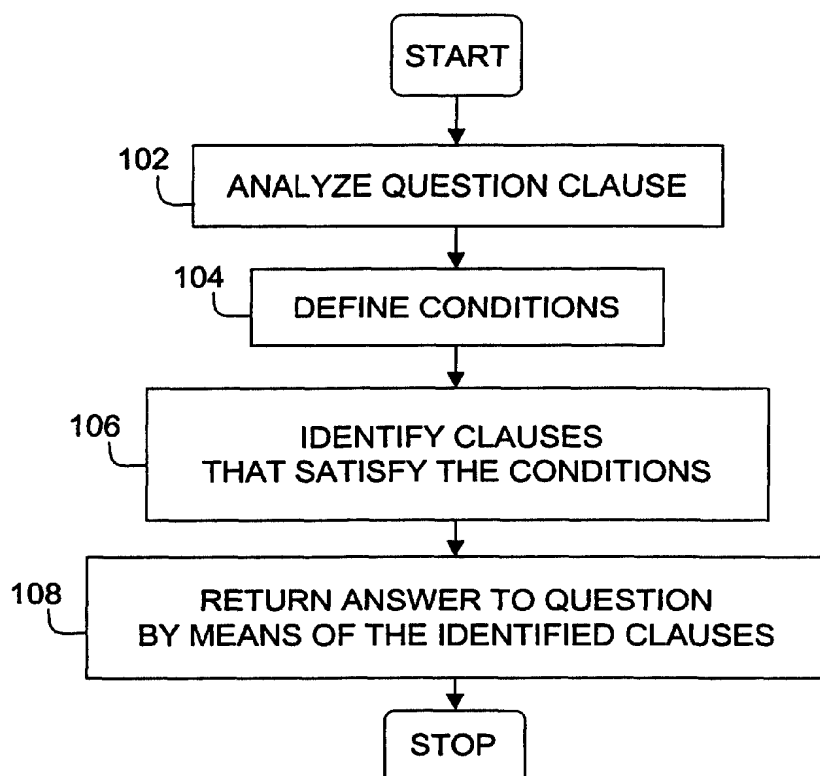 START
102
ANALYZE QUESTION CLAUSE
104
DEFINE CONDITIONS
106
IDENTIFY CLAUSES
THAT SATISFY THE CONDITIONS
108
RETURN ANSWER TO QUESTION
BY MEANS OF THE IDENTIFIED CLAUSES
STOP